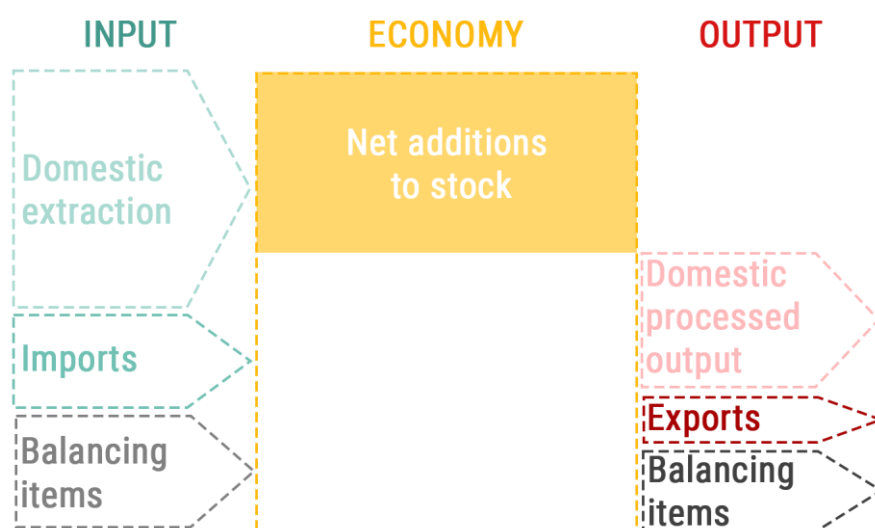 INPUT
ECONOMY
OUTPUT
Domestic
extraction
Imports
Balancing
items
Net additions
to stock
Domestic
processed
output
Exports
Balancing
items